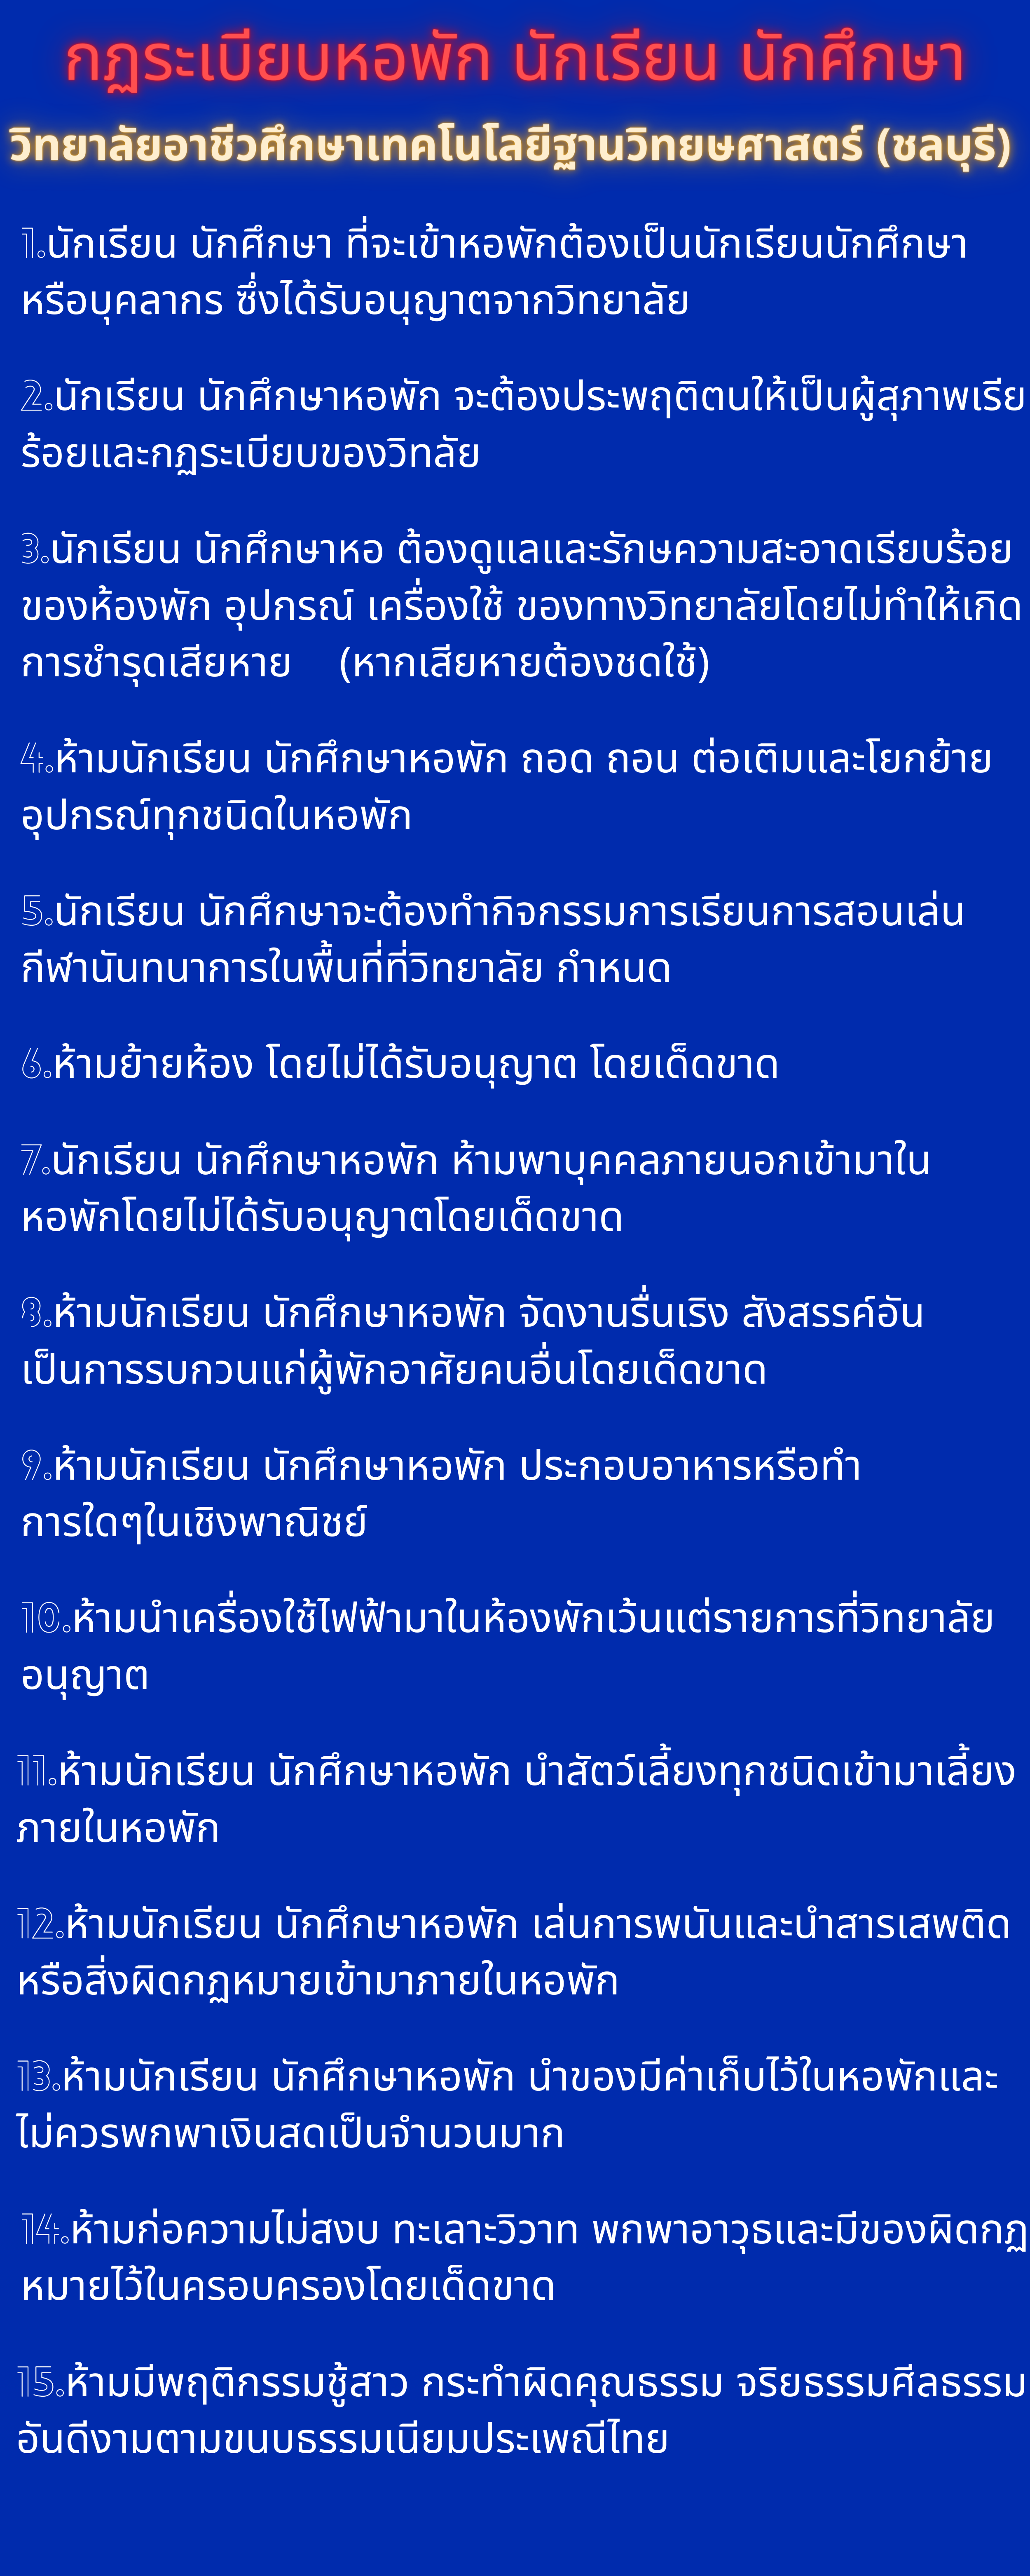 กฏระเบียบหอพัก นักเรียน นักศึกษา
วิทยาลัยอาชีวศึกษาเทคโนโลยีฐานวิทยษศาสตร์ (ชลบุรี)
1.นักเรียน นักศึกษา ที่จะเข้าหอพักต้องเป็นนักเรียนนักศึกษา
หรือบุคลากร ซึ่งได้รับอนุญาตจากวิทยาลัย
2.นักเรียน นักศึกษาหอพัก จะต้องประพฤติตนให้เป็นผู้สุภาพเรีย
ร้อยและกฏระเบียบของวิทลัย
3.นักเรียน นักศึกษาหอ ต้องดูแลและรักษความสะอาดเรียบร้อย
ของห้องพัก อุปกรณ์ เครื่องใช้ ของทางวิทยาลัยโดยไม่ทำให้เกิด
การชำรุดเสียหาย (หากเสียหายต้องชดใช้)
4.ห้ามนักเรียน นักศึกษาหอพัก ถอด ถอน ต่อเติมและโยกย้าย
อุปกรณ์ทุกชนิดในหอพัก
5.นักเรียน นักศึกษาจะต้องทำกิจกรรมการเรียนการสอนเล่น
กีฬานันทนาการในพื้นที่ที่วิทยาลัย กำหนด
6.ห้ามย้ายห้อง โดยไม่ได้รับอนุญาต โดยเด็ดขาด
7.นักเรียน นักศึกษาหอพัก ห้ามพาบุคคลภายนอกเข้ามาใน
หอพักโดยไม่ได้รับอนุญาตโดยเด็ดขาด
8.ห้ามนักเรียน นักศึกษาหอพัก จัดงานรื่นเริง สังสรรค์อัน
เป็นการรบกวนแก่ผู้พักอาศัยคนอื่นโดยเด็ดขาด
9.ห้ามนักเรียน นักศึกษาหอพัก ประกอบอาหารหรือทำ
การใดๆในเชิงพาณิชย์
10.ห้ามนำเครื่องใช้ไฟฟ้ามาในห้องพักเว้นแต่รายการที่วิทยาลัย
อนุญาต
11.ห้ามนักเรียน นักศึกษาหอพัก นำสัตว์เลี้ยงทุกชนิดเข้ามาเลี้ยง
ภายในหอพัก
12.ห้ามนักเรียน นักศึกษาหอพัก เล่นการพนันและนำสารเสพติด
หรือสิ่งผิดกฏหมายเข้ามาภายในหอพัก
13.ห้ามนักเรียน นักศึกษาหอพัก นำของมีค่าเก็บไว้ในหอพักและ
ไม่ควรพกพาเงินสดเป็นจำนวนมาก
14.ห้ามก่อความไม่สงบ ทะเลาะวิวาท พกพาอาวุธและมีของผิดกฏ
หมายไว้ในครอบครองโดยเด็ดขาด
15.ห้ามมีพฤติกรรมชู้สาว กระทำผิดคุณธรรม จริยธรรมศีลธรรม
อันดีงามตามขนบธรรมเนียมประเพณีไทย